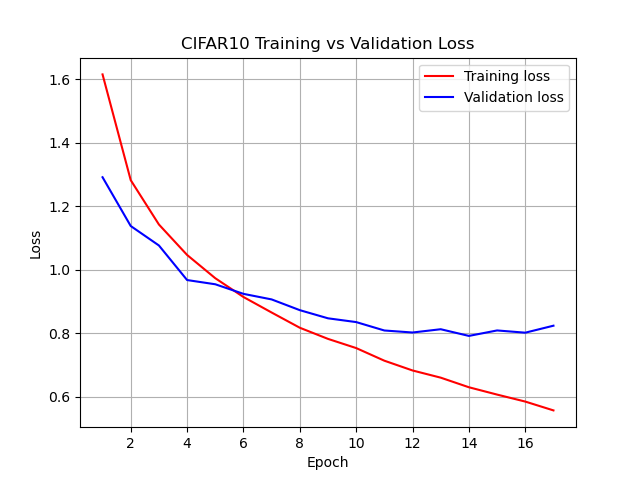 CIFAR10 Training vs Validation Loss
Training loss
Validation loss
Loss
1.6
1.4
1.2
1.0
0.8
0.6
2 4 6 8 10 12 14 16
Epoch